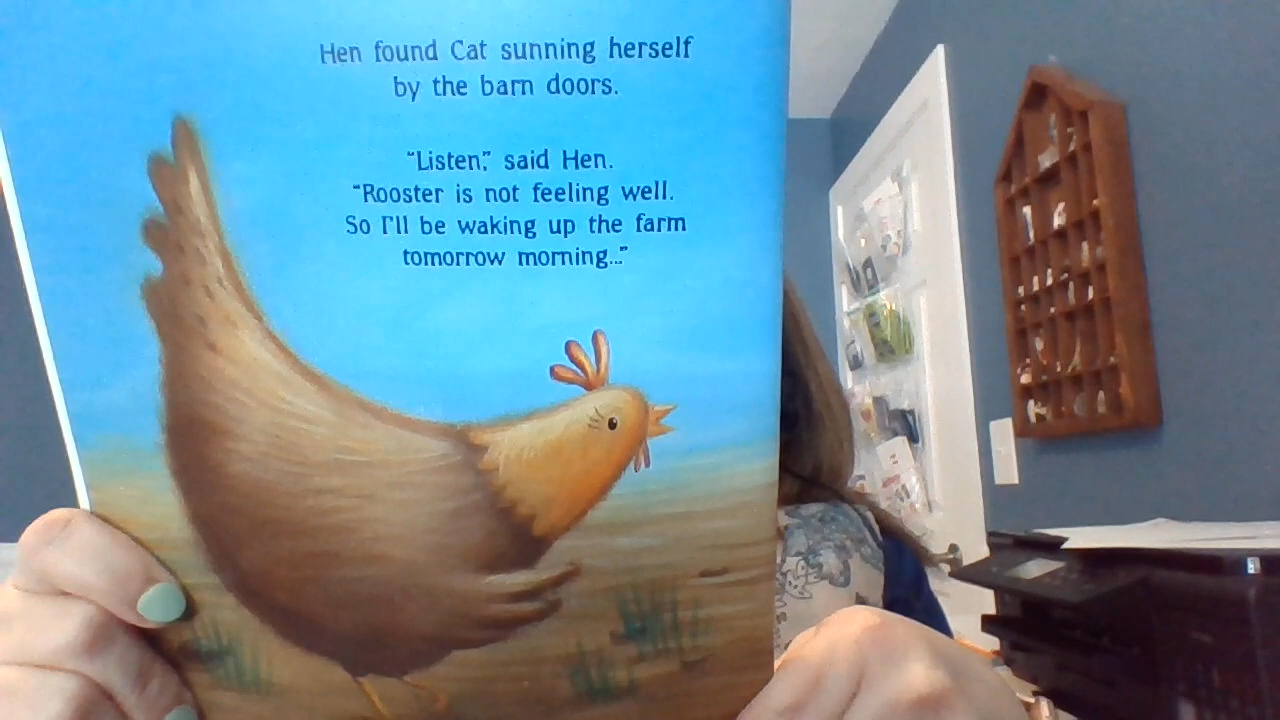 Hen found Cat sunning herself
by the barn doors.
“Listen,” said Hen.
“Rooster is not feeling well.
So I’ll be waking up the farm
tomorrow morning...”